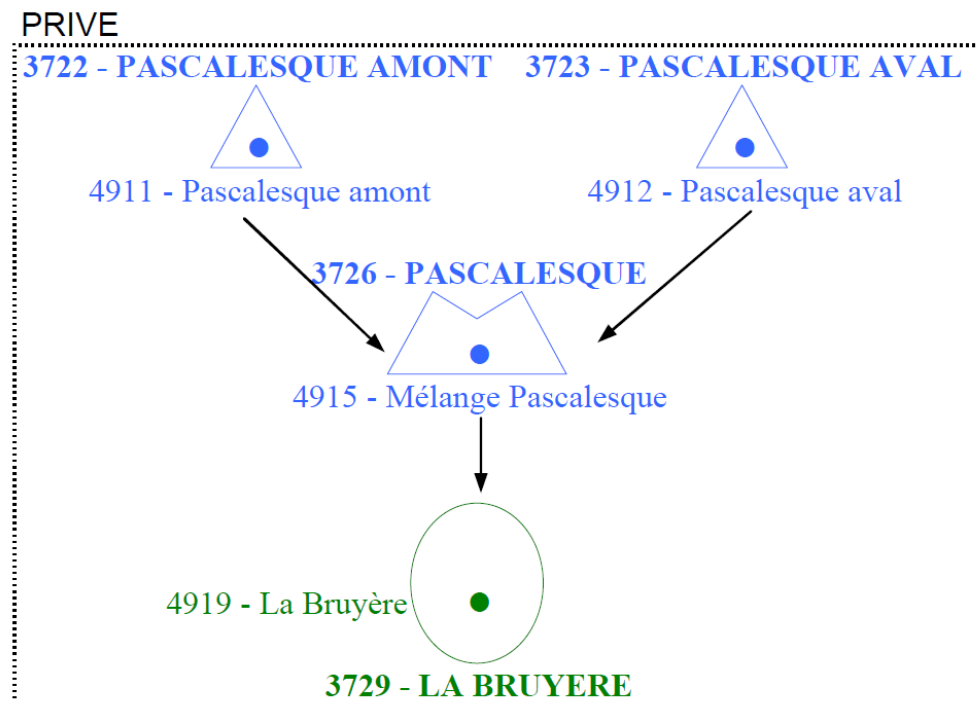 PRIVE
3722 - PASCALESQUE AMONT 3723 - PASCALESQUE AVAL
4911 - Pascalesque amont 4912 - Pascalesque aval
3726 - PASCALESQUE
4915 - Mélange Pascalesque
4919 - La Bruyère
3729 - LA BRUYERE